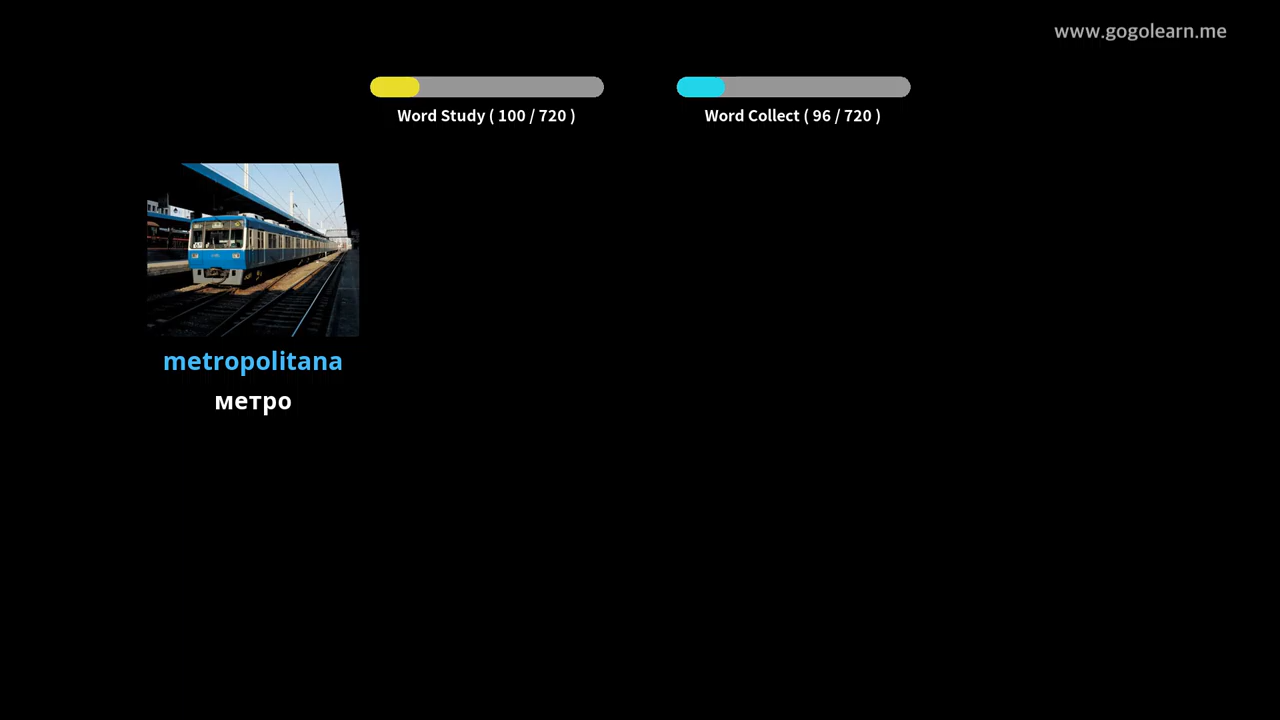 www.gogolearn.me
Word Study ( 100 / 720 )
Word Collect ( 96 / 720 )
metropolitana
метро